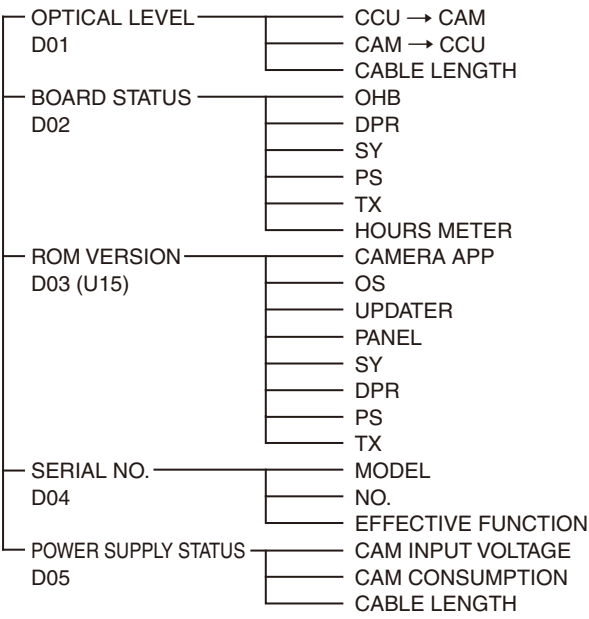 OPTICAL LEVEL CCU → CAM
D01 CAM → CCU
CABLE LENGTH
BOARD STATUS OHB
D02 DPR
SY
PS
TX
HOURS METER
ROM VERSION CAMERA APP
D03 (U15) OS
UPDATER
PANEL
SY
DPR
PS
TX
SERIAL NO. MODEL
D04 NO.
EFFECTIVE FUNCTION
POWER SUPPLY STATUS CAM INPUT VOLTAGE
D05 CAM CONSUMPTION
CABLE LENGTH